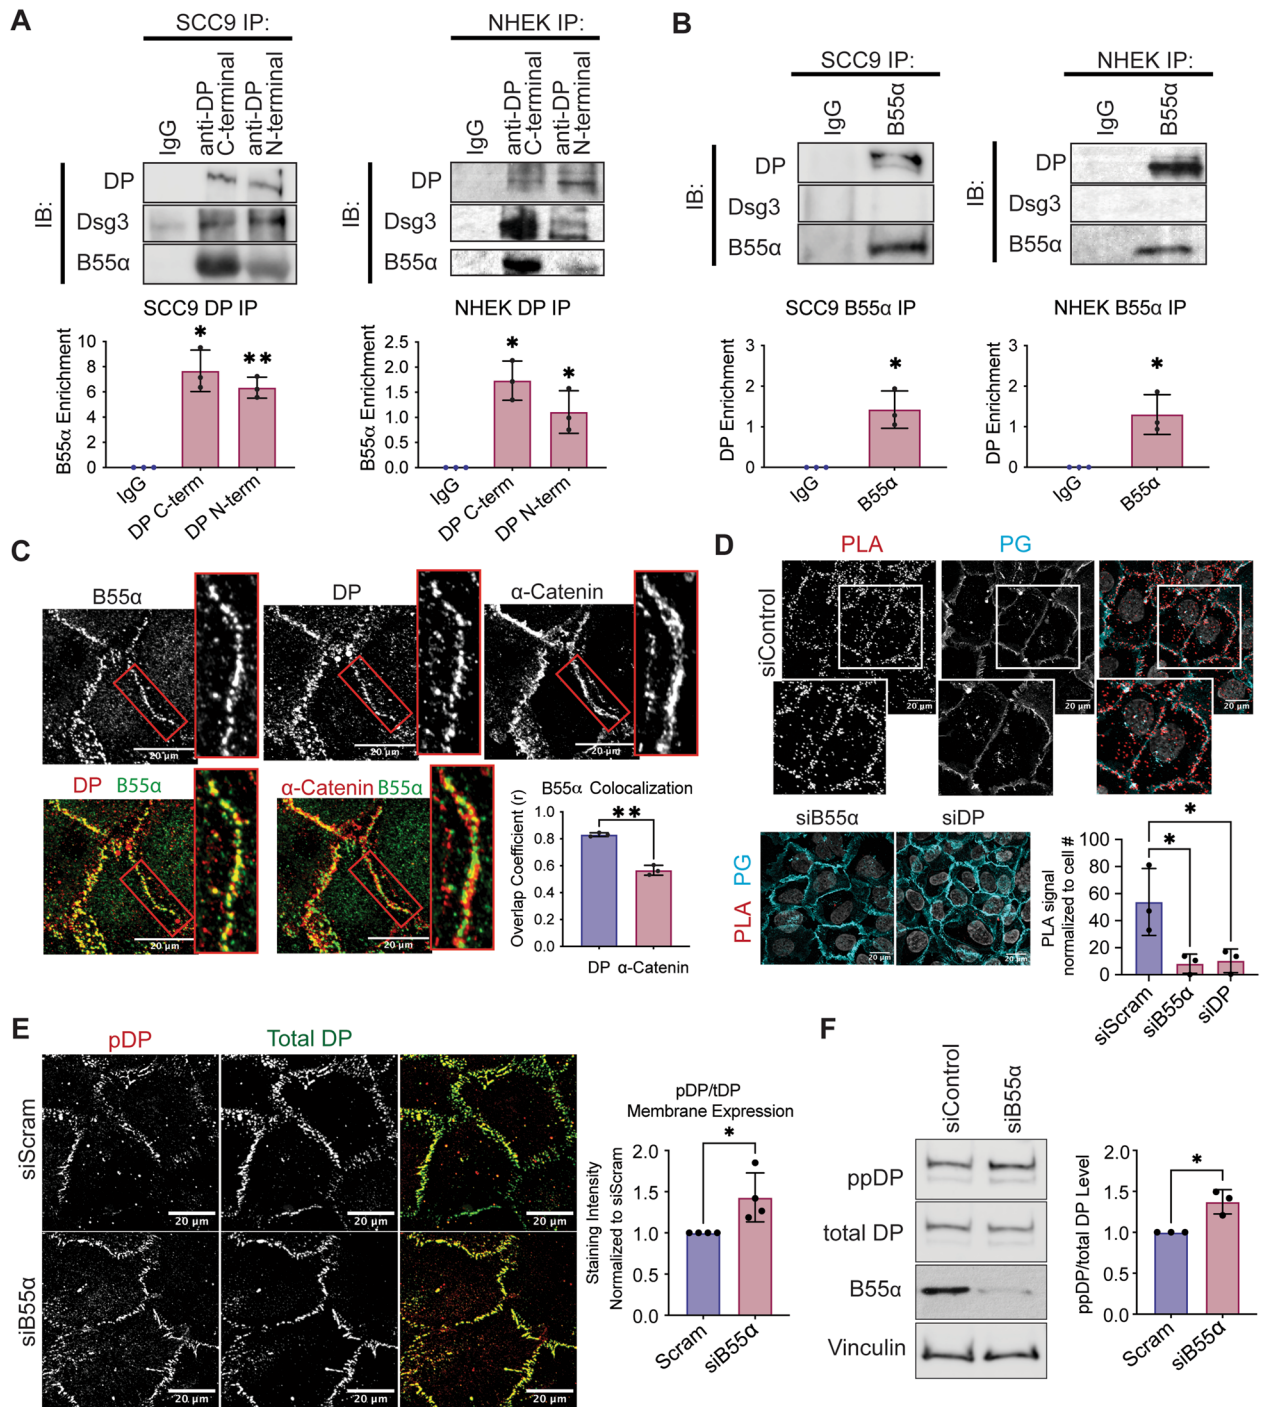 A
SCC9 IP:
IgG
anti-DP
C-terminal
anti-DP
N-terminal
IB:
DP
Dsg3
B55α
SCC9 DP IP
B55α Enrichment
10
8
6
4
2
0
*
**
IgG
DP C-term
DP N-term
NHEK IP:
IgG
anti-DP
C-terminal
anti-DP
N-terminal
IB:
DP
Dsg3
B55α
NHEK DP IP
B55α Enrichment
2.5
2.0
1.5
1.0
0.5
0.0
*
*
IgG
DP C-term
DP N-term
B
SCC9 IP:
IgG
B55α
IB:
DP
Dsg3
B55α
SCC9 B55α IP
DP Enrichment
3
2
1
0
*
IgG
B55α
NHEK IP:
IgG
B55α
IB:
DP
Dsg3
B55α
NHEK B55α IP
DP Enrichment
3
2
1
0
*
IgG
B55α
C
B55α
DP
α-Catenin
20 μm
20 μm
20 μm
DP B55α
α-Catenin B55α
20 μm
20 μm
B55α Colocalization
Overlap Coefficient (r)
1.0
0.8
0.6
0.4
0.2
0.0
**
DP α-Catenin
D
PLA
PG
siControl
20 μm
20 μm
20 μm
siB55α
siDP
PLA PG
20 μm
20 μm
PLA signal
normalized to cell #
100
80
60
40
20
0
*
*
siScram
siB55α
siDP
E
pDP
Total DP
siScram
20 μm
20 μm
20 μm
siB55α
20 μm
20 μm
20 μm
pDP/tDP
Membrane Expression
Staining Intensity
Normalized to siScram
2.0
1.5
1.0
0.5
0.0
*
Scram
siB55α
F
siControl
siB55α
ppDP
total DP
B55α
Vinculin
ppDP/total DP Level
2.0
1.5
1.0
0.5
0.0
*
Scram
siB55α